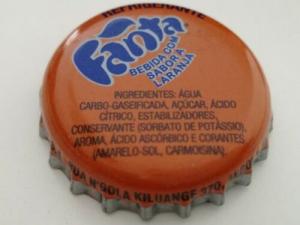 REFRIGERANTE
Fanta
BEBIDA COM
SABOR A
LARANJA
INGREDIENTES: ÁGUA
CARBO-GASEIFICADA, AÇÚCAR, ÁCIDO
CÍTRICO, ESTABILIZADORES,
CONSERVANTE (SORBATO DE POTÁSSIO),
AROMA, ÁCIDO ASCÓRBICO E CORANTES
(AMARELO-SOL, CARMOISINA).
KILUANGE